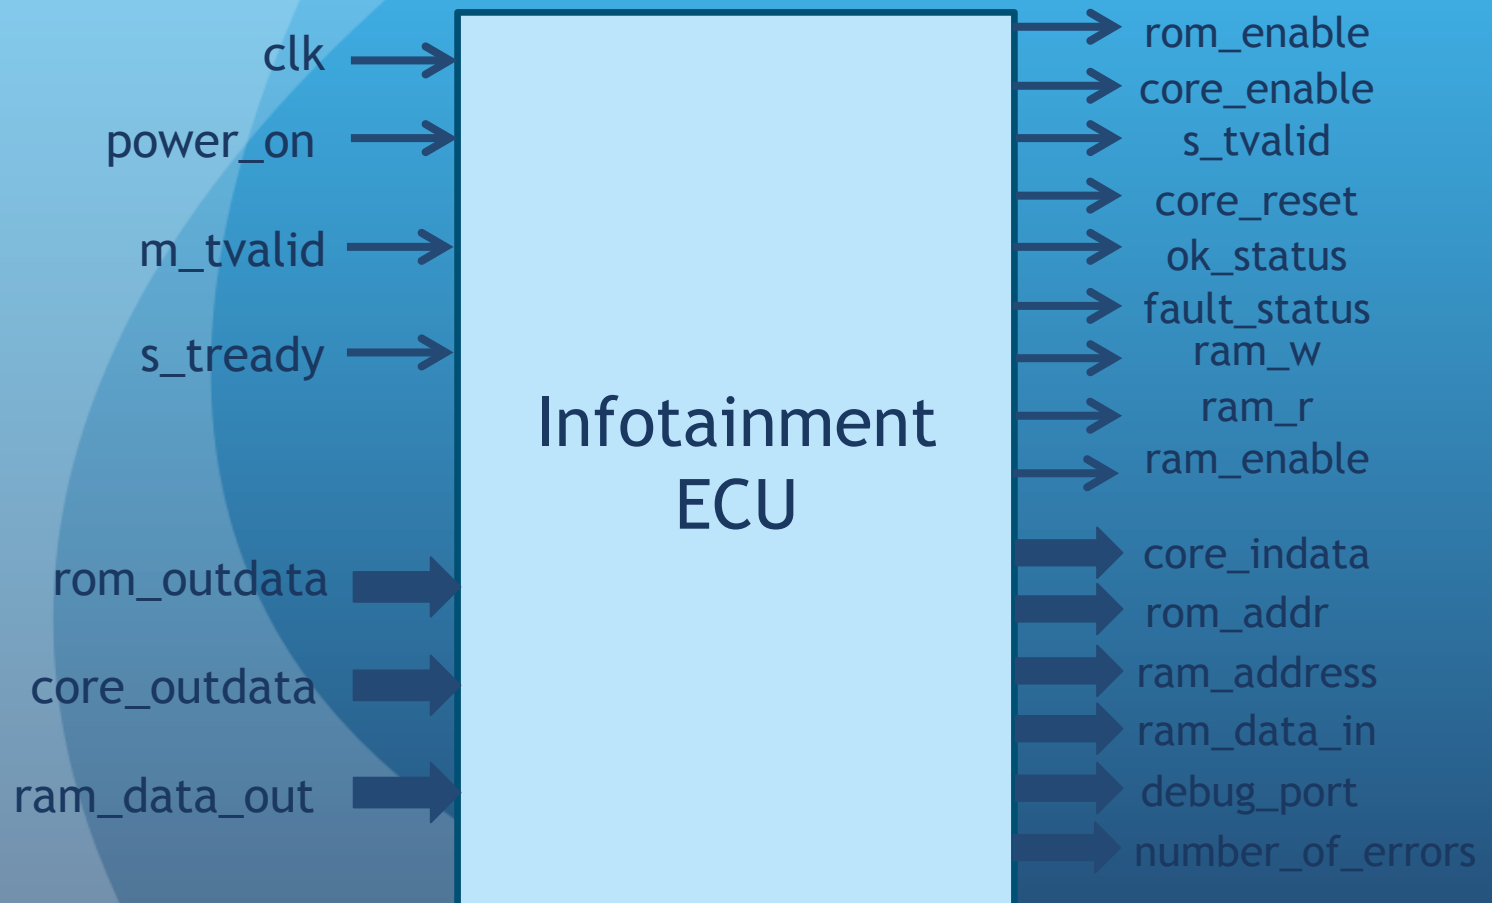 clk
power_on
m_tvalid
s_tready
rom_outdata
core_outdata
ram_data_out
Infotainment
ECU
rom_enable
core_enable
s_tvalid
core_reset
ok_status
fault_status
ram_w
ram_r
ram_enable
core_indata
rom_addr
ram_address
ram_data_in
debug_port
number_of_errors